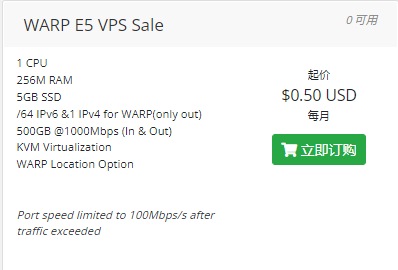 WARP E5 VPS Sale
0 可用
1 CPU
256M RAM
5GB SSD
/64 IPv6 &1 IPv4 for WARP(only out)
500GB @1000Mbps (In & Out)
KVM Virtualization
WARP Location Option
起价
$0.50 USD
每月
立即订购
Port speed limited to 100Mbps/s after
traffic exceeded